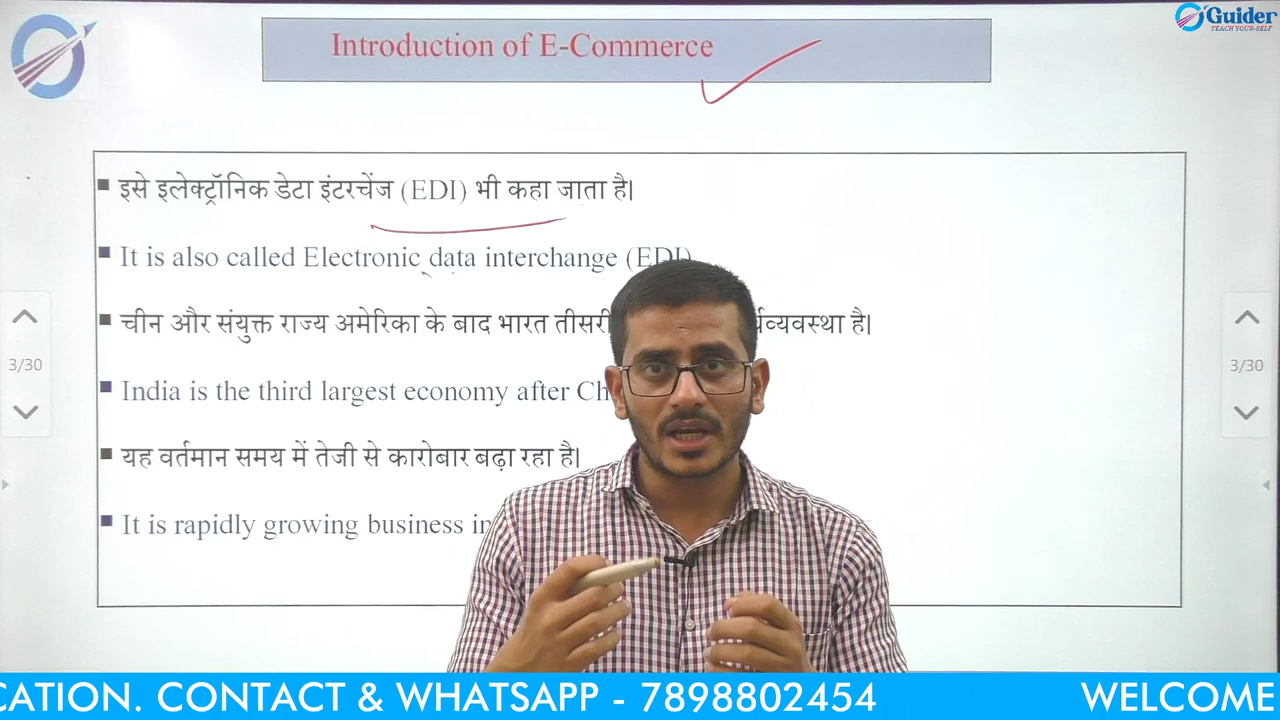 Guider
TEACH YOUR-SELF
Introduction of E-Commerce
इसे इलेक्ट्रॉनिक डेटा इंटरचेंज (EDI) भी कहा जाता है।
It is also called Electronic data interchange (EDI)
चीन और संयुक्त राज्य अमेरिका के बाद भारत तीसरी है।
India is the third largest economy after
यह वर्तमान समय में तेजी से कारोबार बढ़ा रहा है।
It is rapidly growing business
3/30
3/30
CONTACT & WHATSAPP - 7898802454
WELCOME